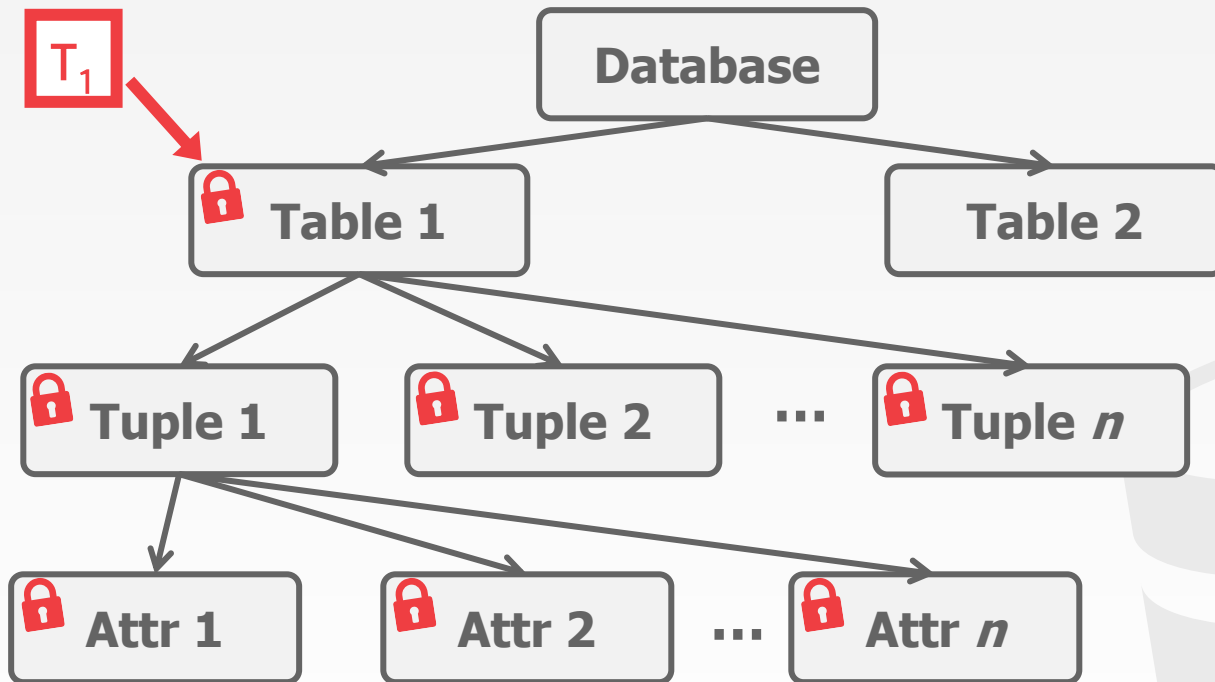 T₁
Database
Table 1
Table 2
Tuple 1
Tuple 2
...
Tuple n
Attr 1
Attr 2
...
Attr n